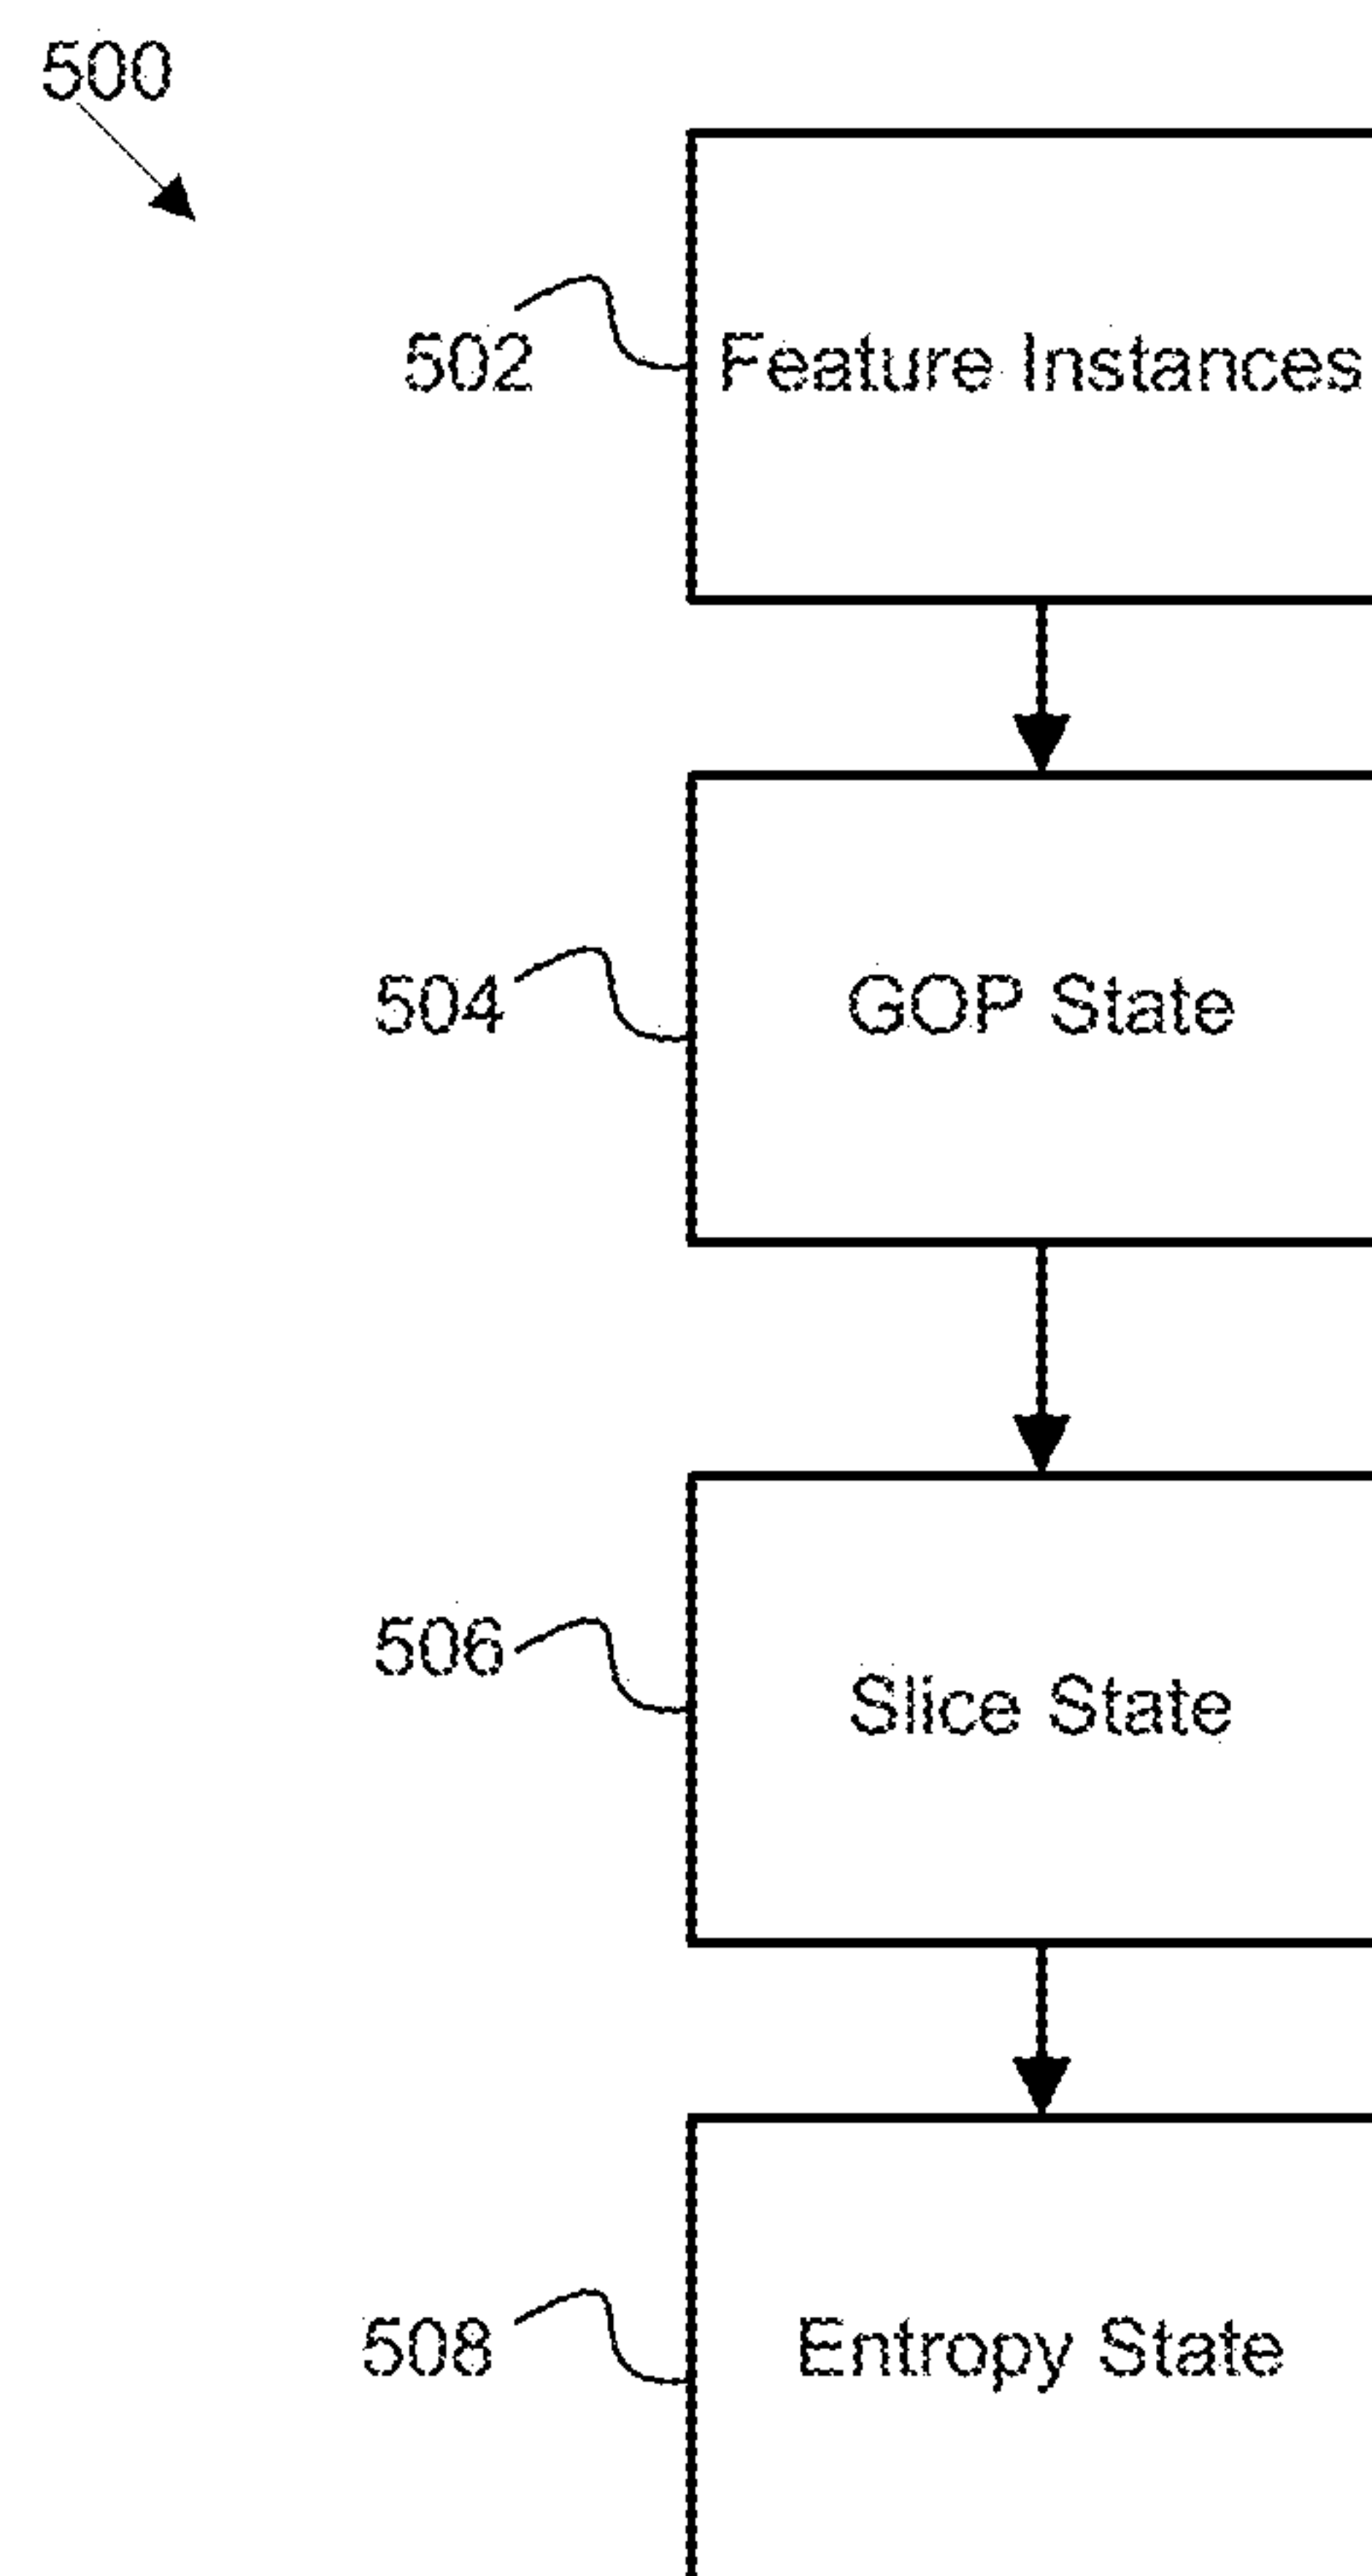 500
502
Feature Instances
504
GOP State
506
Slice State
508
Entropy State